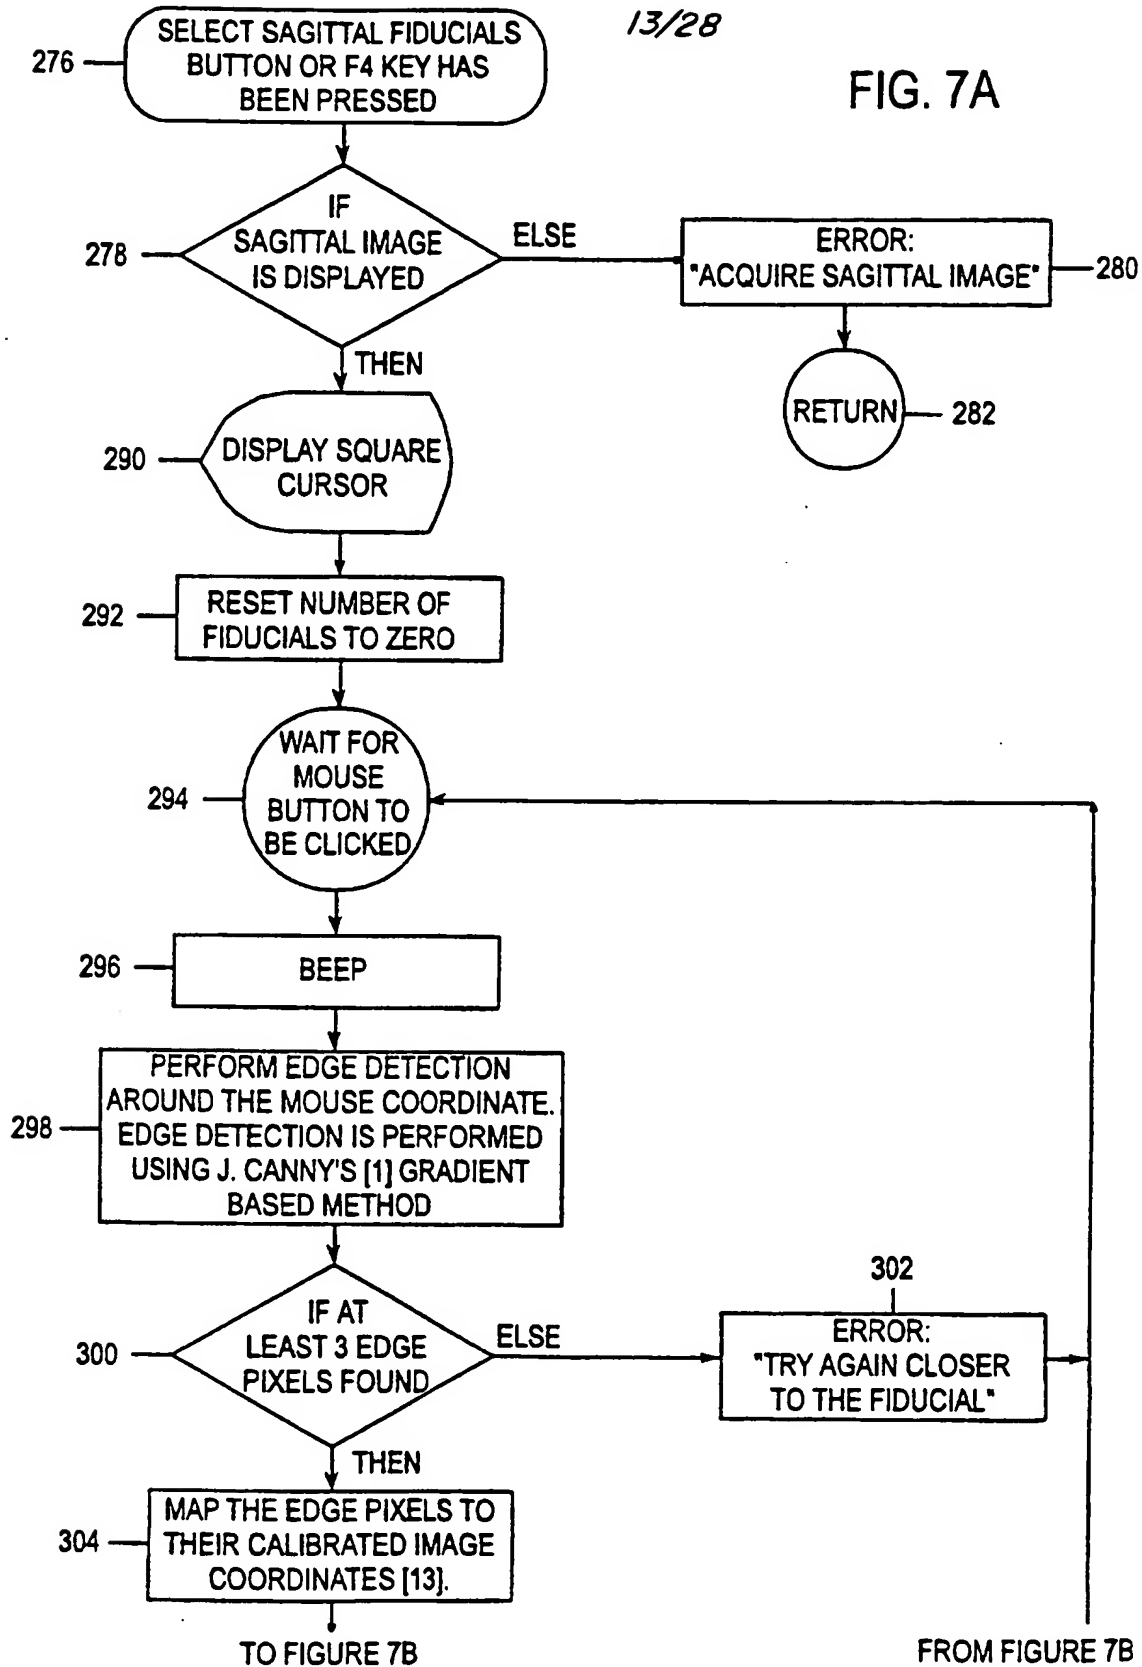 13/28
FIG. 7A
SELECT SAGITTAL FIDUCIALS
BUTTON OR F4 KEY HAS
BEEN PRESSED
276
IF
SAGITTAL IMAGE
IS DISPLAYED
278
ELSE
ERROR:
"ACQUIRE SAGITTAL IMAGE"
280
THEN
RETURN
282
DISPLAY SQUARE
CURSOR
290
RESET NUMBER OF
FIDUCIALS TO ZERO
292
WAIT FOR
MOUSE
BUTTON TO
BE CLICKED
294
BEEP
296
PERFORM EDGE DETECTION
AROUND THE MOUSE COORDINATE.
EDGE DETECTION IS PERFORMED
USING J. CANNY'S [1] GRADIENT
BASED METHOD
298
IF AT
LEAST 3 EDGE
PIXELS FOUND
300
ELSE
302
ERROR:
"TRY AGAIN CLOSER
TO THE FIDUCIAL"
THEN
MAP THE EDGE PIXELS TO
THEIR CALIBRATED IMAGE
COORDINATES [13].
304
TO FIGURE 7B
FROM FIGURE 7B